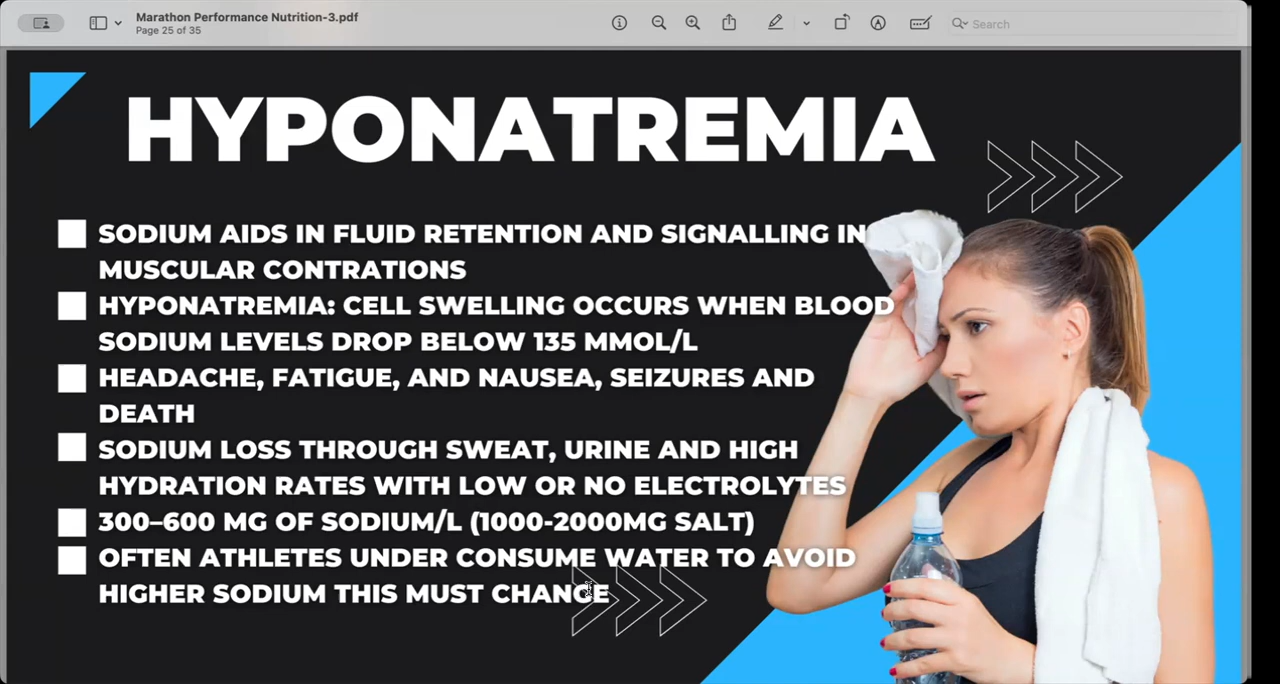 Marathon Performance Nutrition-3.pdf
Page 25 of 35
Search
HYPONATREMIA
SODIUM AIDS IN FLUID RETENTION AND SIGNALLING IN
MUSCULAR CONTRATIONS
HYPONATREMIA: CELL SWELLING OCCURS WHEN BLOOD
SODIUM LEVELS DROP BELOW 135 MMOL/L
HEADACHE, FATIGUE, AND NAUSEA, SEIZURES AND
DEATH
SODIUM LOSS THROUGH SWEAT, URINE AND HIGH
HYDRATION RATES WITH LOW OR NO ELECTROLYTES
300–600 MG OF SODIUM/L (1000-2000MG SALT)
OFTEN ATHLETES UNDER CONSUME WATER TO AVOID
HIGHER SODIUM THIS MUST CHANGE